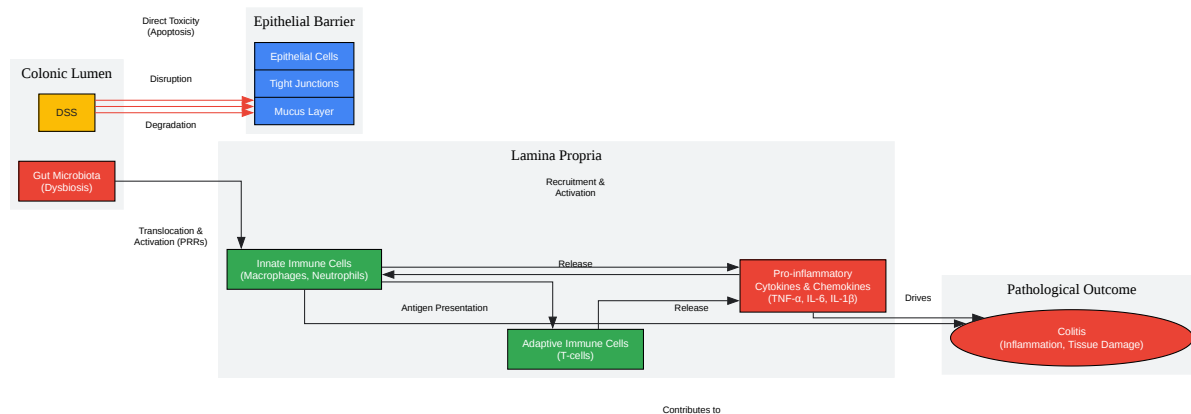 Direct Toxicity
(Apoptosis)
Epithelial Barrier
Epithelial Cells
Colonic Lumen
Disruption
Tight Junctions
DSS
Mucus Layer
Degradation
Lamina Propria
Gut Microbiota
(Dysbiosis)
Recruitment &
Activation
Translocation &
Activation (PRRs)
Innate Immune Cells
(Macrophages, Neutrophils)
Release
Pro-inflammatory
Cytokines & Chemokines
(TNF-α, IL-6, IL-1β)
Pathological Outcome
Drives
Antigen Presentation
Release
Colitis
(Inflammation, Tissue Damage)
Adaptive Immune Cells
(T-cells)
Contributes to